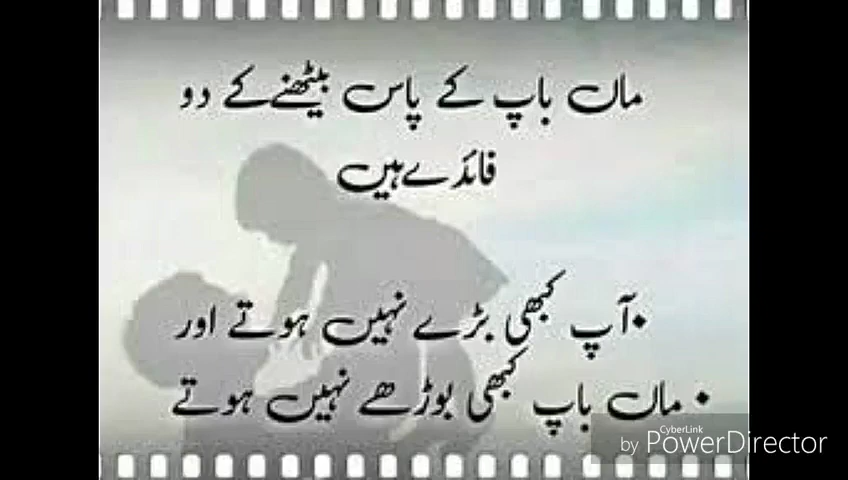 ماں باپ کے پاس بیٹھنے کے دو
فائدے ہیں
•آپ کبھی بڑے نہیں ہوتے اور
• ماں باپ کبھی بوڑھے نہیں ہوتے
CyberLink
by PowerDirector